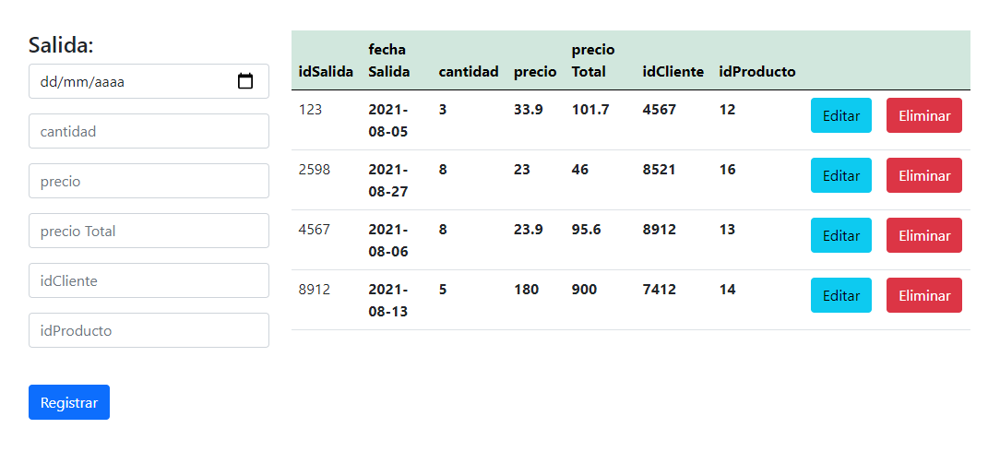 Salida:
dd/mm/aaaa
cantidad
precio
precio Total
idCliente
idProducto
Registrar
idSalida fecha Salida cantidad precio precio Total idCliente idProducto
123 2021-08-05 3 33.9 101.7 4567 12 Editar Eliminar
2598 2021-08-27 8 23 46 8521 16 Editar Eliminar
4567 2021-08-06 8 23.9 95.6 8912 13 Editar Eliminar
8912 2021-08-13 5 180 900 7412 14 Editar Eliminar